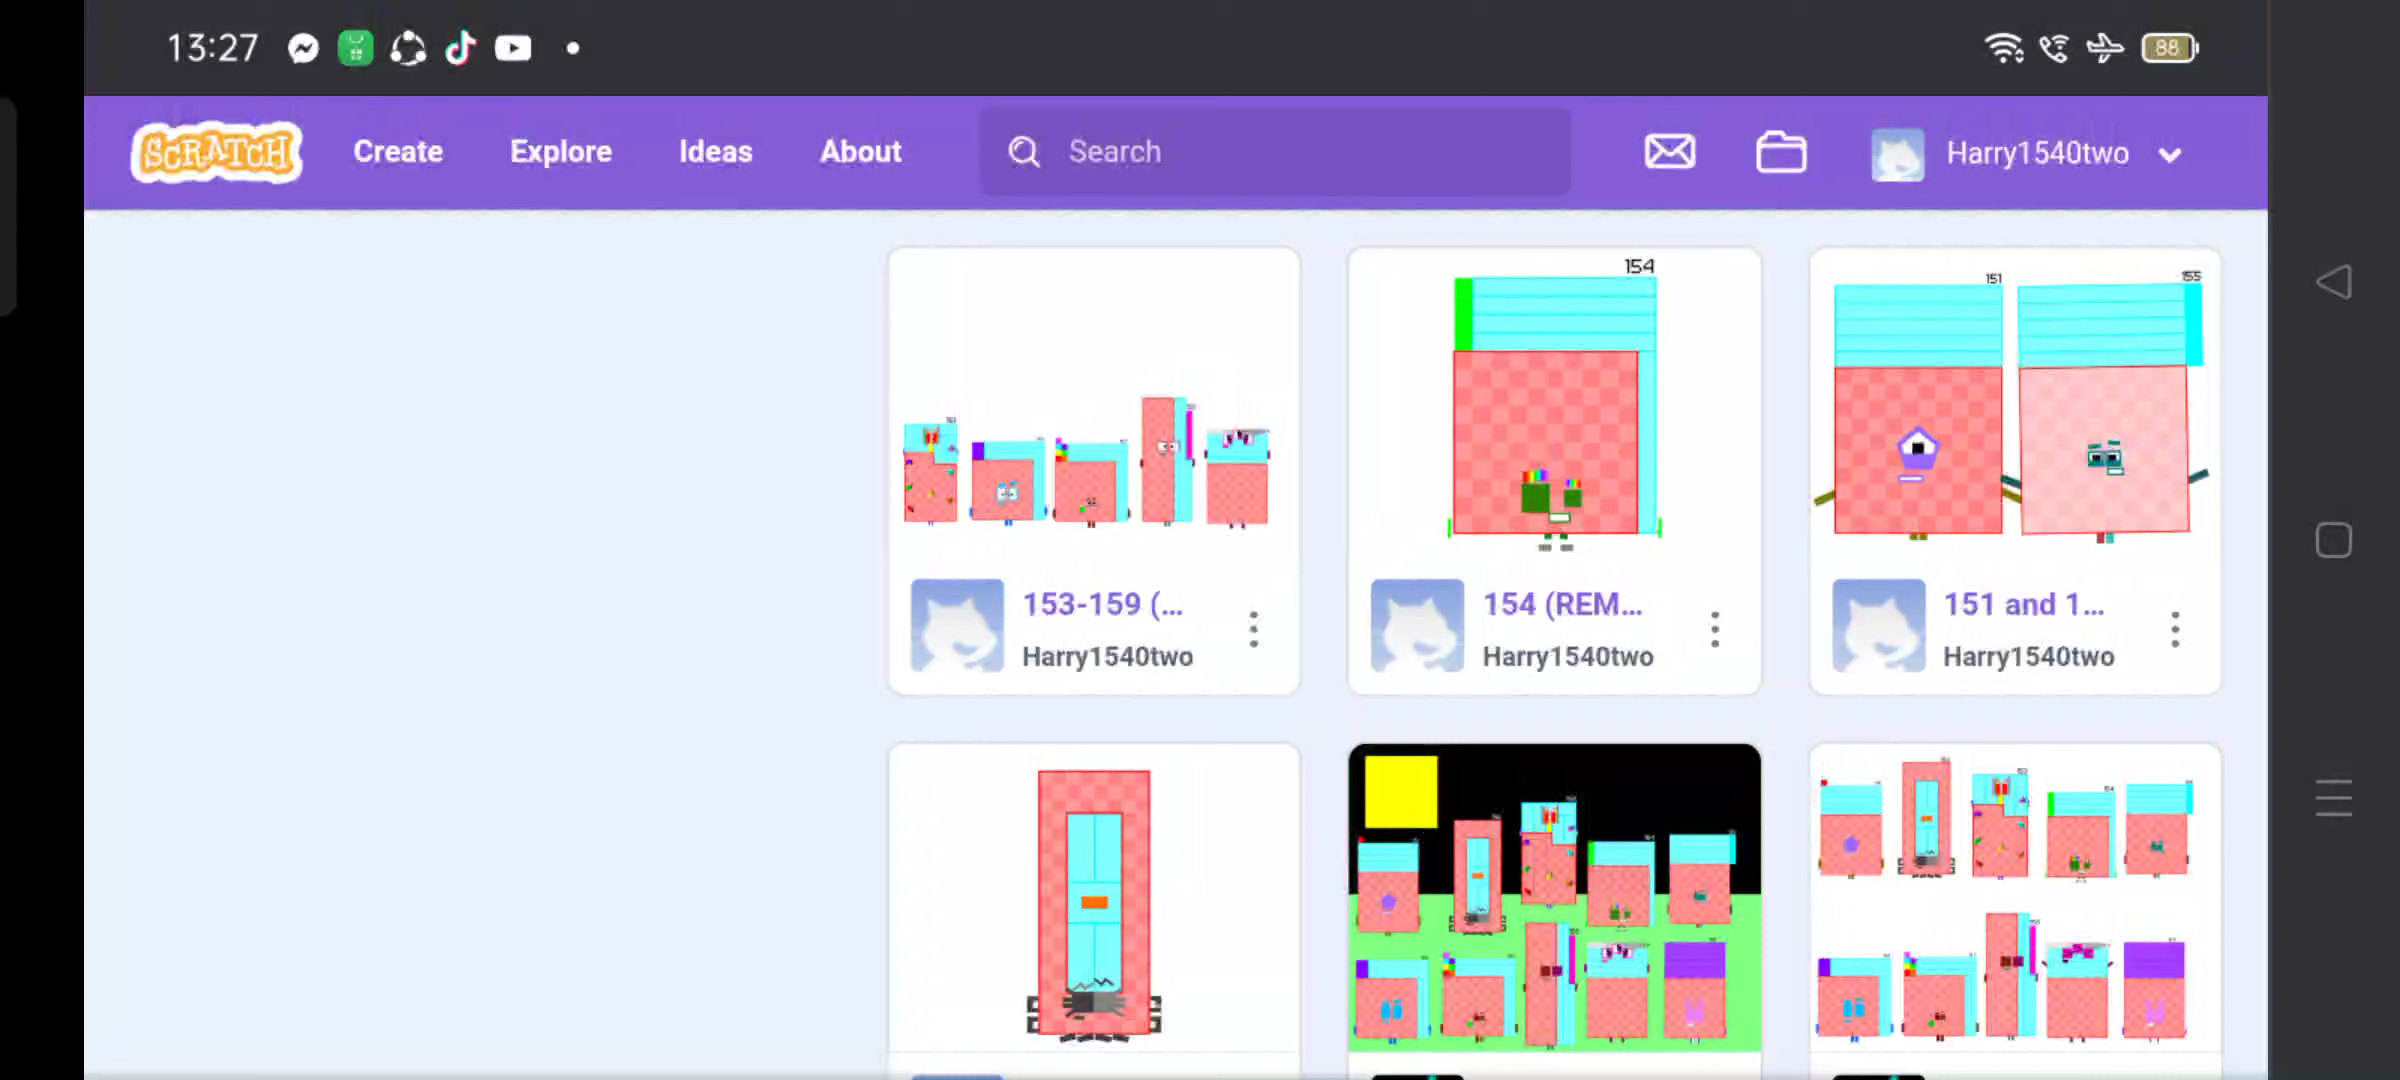 13:27
88
SCRATCH
Create
Explore
Ideas
About
Search
Harry1540two
154
151
155
153-159 (...
Harry1540two
154 (REM...
Harry1540two
151 and 1...
Harry1540two